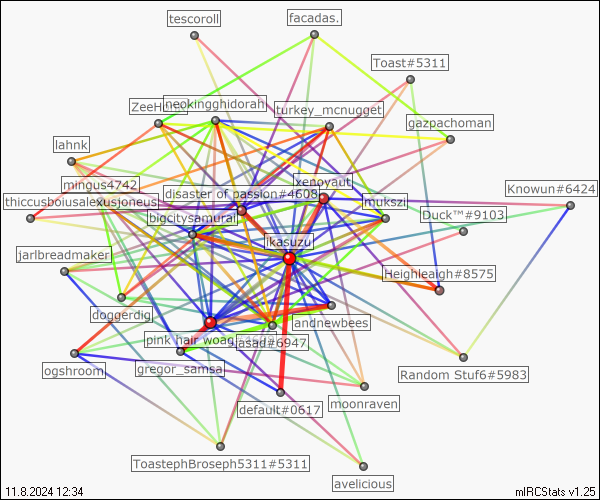 tescoroll
facadas.
Toast#5311
ZeeHu
neokingghidorah
turkey_mcnugget
gazpachoman
lahnk
mingus4742
disaster of passion#4608
xenoyaut
mukszi
Knowun#6424
thiccusboiusalexusjoneus
bigcitysamurai
Duck™#9103
jarlbreadmaker
ikasuzu
Heighleaigh#8575
doggerdig
landnewbees
pink hair woag
asad#6947
ogshroom
gregor_samsa
Random Stuf6#5983
default#0617
moonraven
ToastephBroseph5311#5311
avelicious
11.8.2024 12:34
mIRCStats v1.25